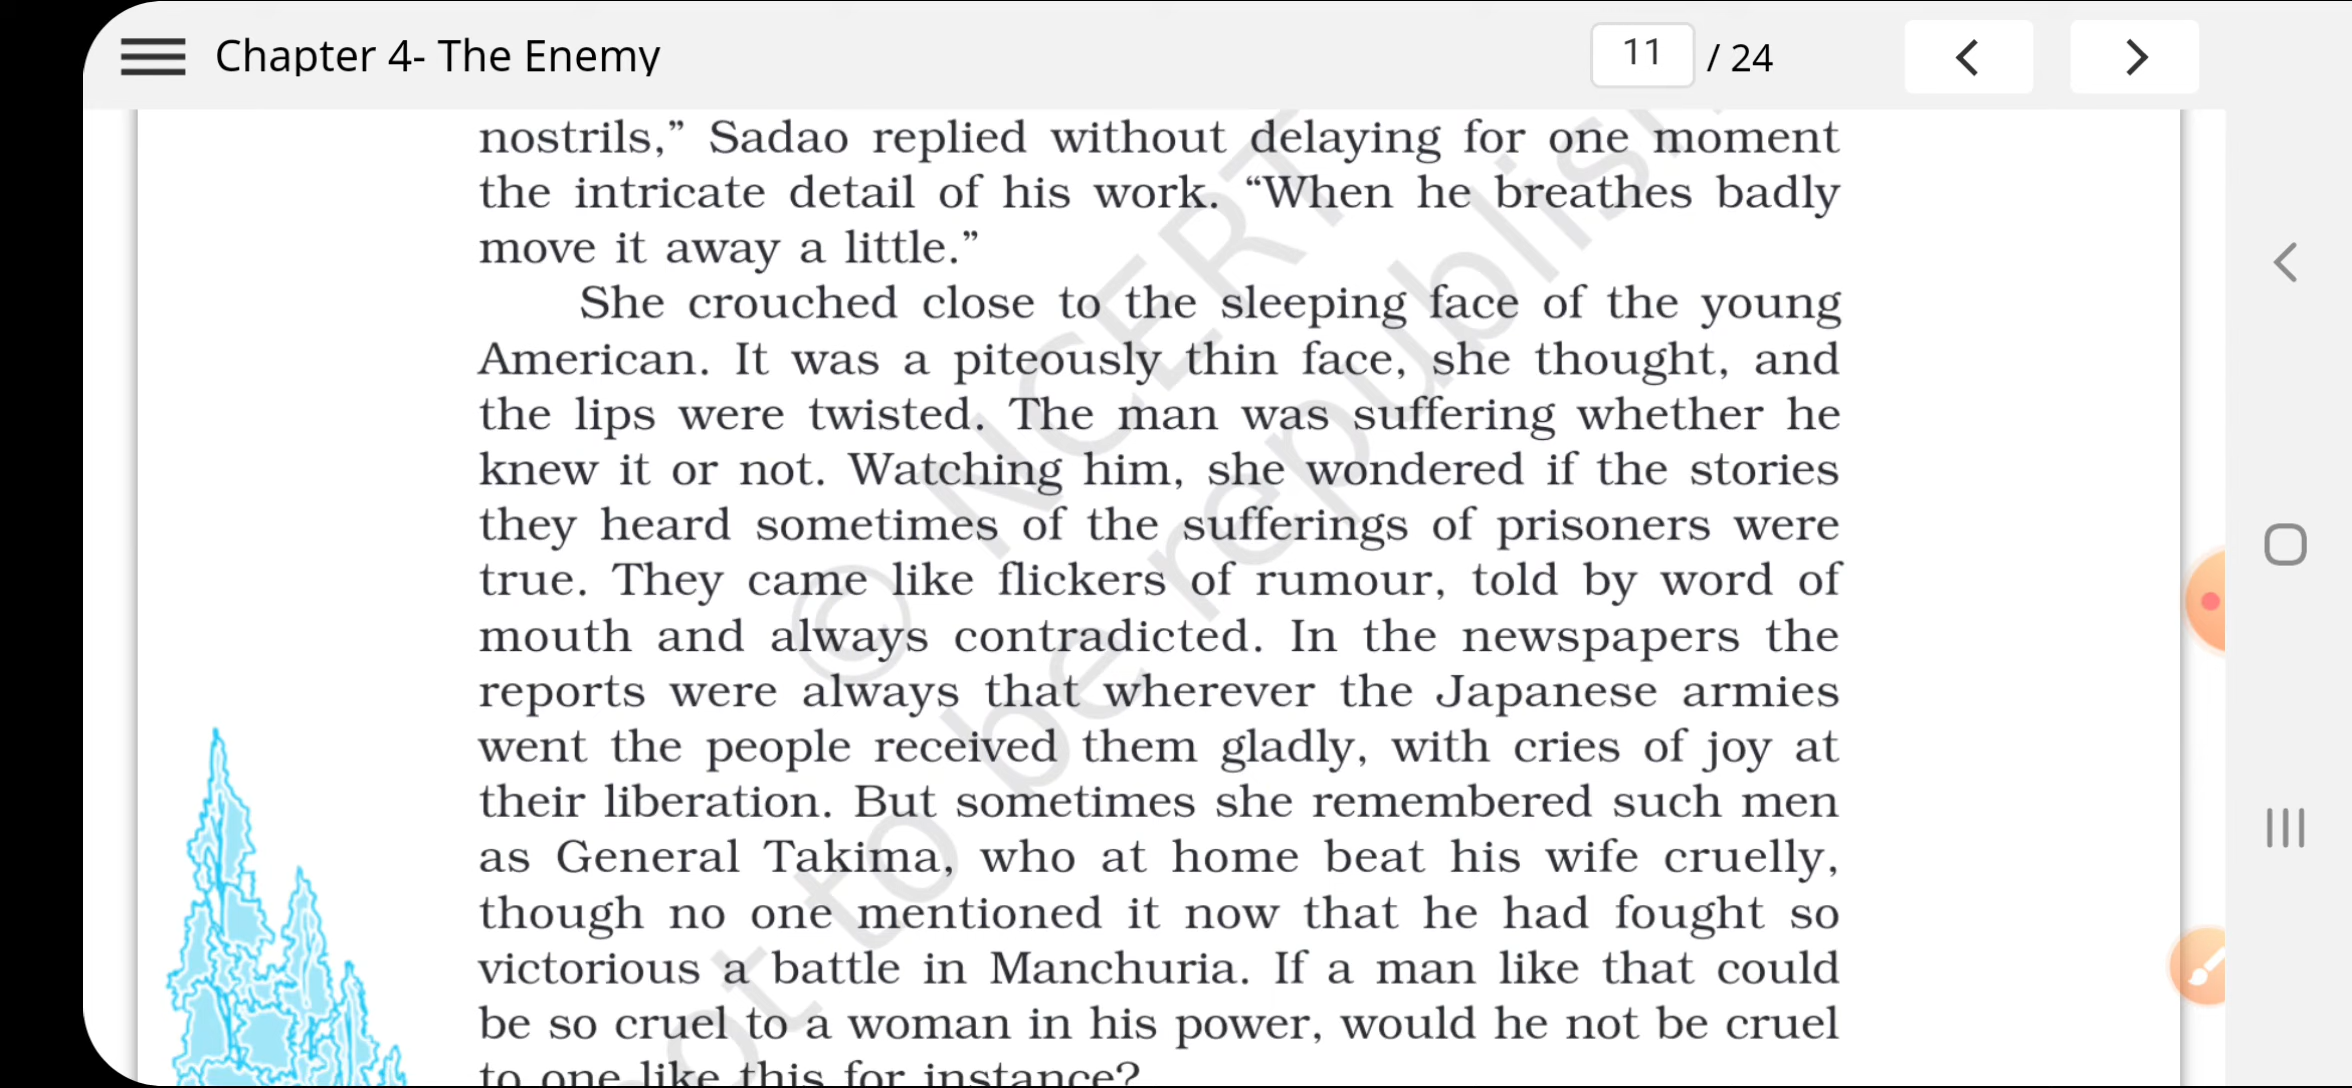 Chapter 4- The Enemy
11 / 24
nostrils,” Sadao replied without delaying for one moment
the intricate detail of his work. “When he breathes badly
move it away a little.”
She crouched close to the sleeping face of the young
American. It was a piteously thin face, she thought, and
the lips were twisted. The man was suffering whether he
knew it or not. Watching him, she wondered if the stories
they heard sometimes of the sufferings of prisoners were
true. They came like flickers of rumour, told by word of
mouth and always contradicted. In the newspapers the
reports were always that wherever the Japanese armies
went the people received them gladly, with cries of joy at
their liberation. But sometimes she remembered such men
as General Takima, who at home beat his wife cruelly,
though no one mentioned it now that he had fought so
victorious a battle in Manchuria. If a man like that could
be so cruel to a woman in his power, would he not be cruel
to one like this for instance?
© NCERT
not to be republish